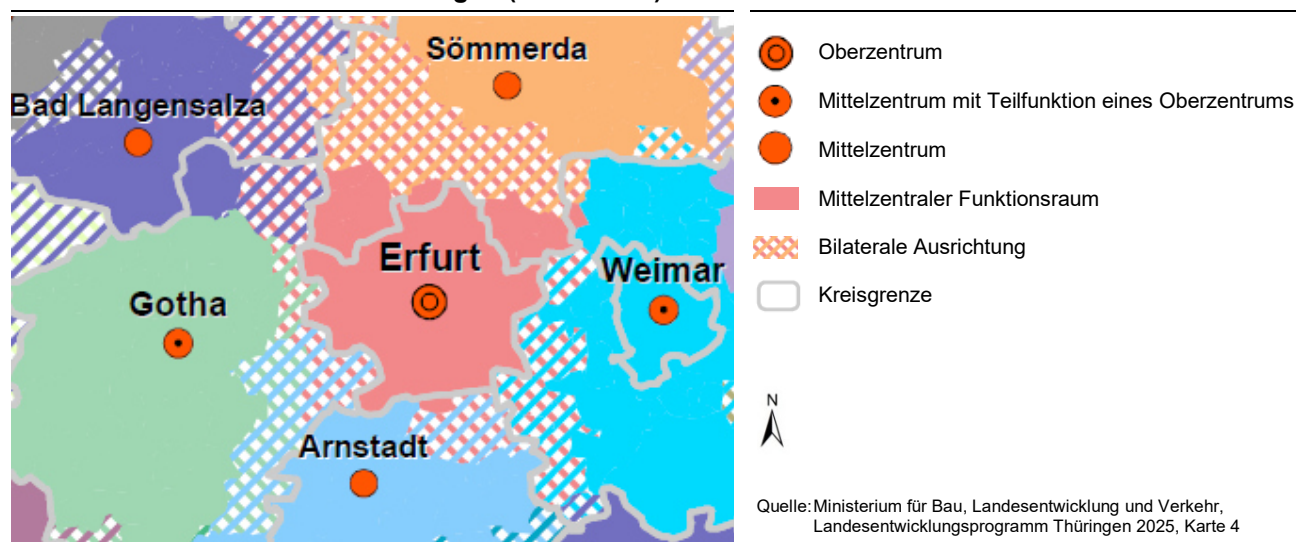 Sömmerda
Bad Langensalza
Erfurt
Weimar
Gotha
Arnstadt
Oberzentrum
Mittelzentrum mit Teilfunktion eines Oberzentrums
Mittelzentrum
Mittelzentraler Funktionsraum
Bilaterale Ausrichtung
Kreisgrenze
N
Quelle: Ministerium für Bau, Landesentwicklung und Verkehr,
Landesentwicklungsprogramm Thüringen 2025, Karte 4